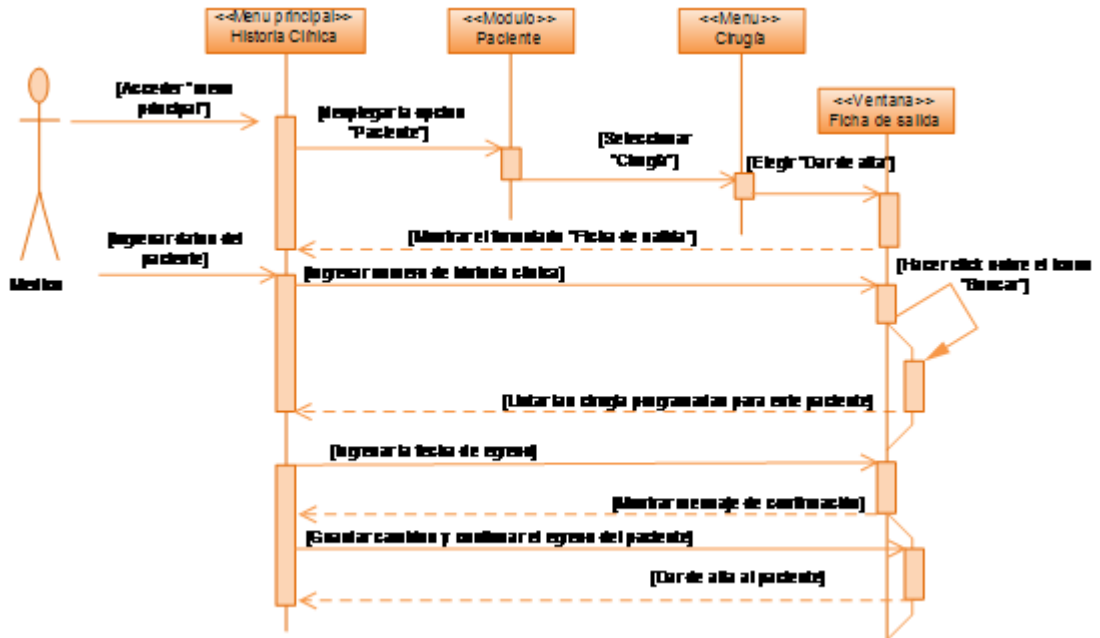 <<Menu principal>>
Historia Clínica
<<Modulo>>
Paciente
<<Menu>>
Cirugía
<<Ventana>>
Ficha de salida
[Acceder "menu
principal"]
[Desplegar la opcion
"Paciente"]
[Seleccionar
"Cirugía"]
[Elegir "Dar de alta"]
[Mostrar el formulario "Ficha de salida"]
[Ingresar datos del
paciente]
Medico
[Ingresar numero de historia clinica]
[Hacer click sobre el icono
"Buscar"]
[Listar las cirugia programadas para este paciente]
[Ingresar la fecha de egreso]
[Mostrar mensaje de confirmación]
[Guardar cambios y confirmar el egreso del paciente]
[Dar de alta al paciente]